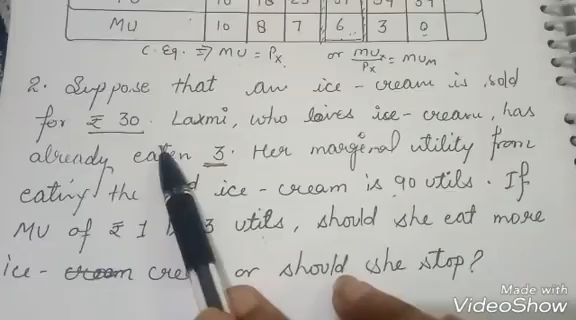 MU 10 8 7 6 3 0
C. Eq. ⇒ MU = Px or MUx/Px = MUm
2. Suppose that an ice-cream is sold
for ₹ 30. Laxmi, who loves ice-cream, has
already eaten 3. Her marginal utility from
eating the ice-cream is 90 utils. If
MU of ₹ 1 3 utils, should she eat more
ice- or should she stop?
Made with
VideoShow